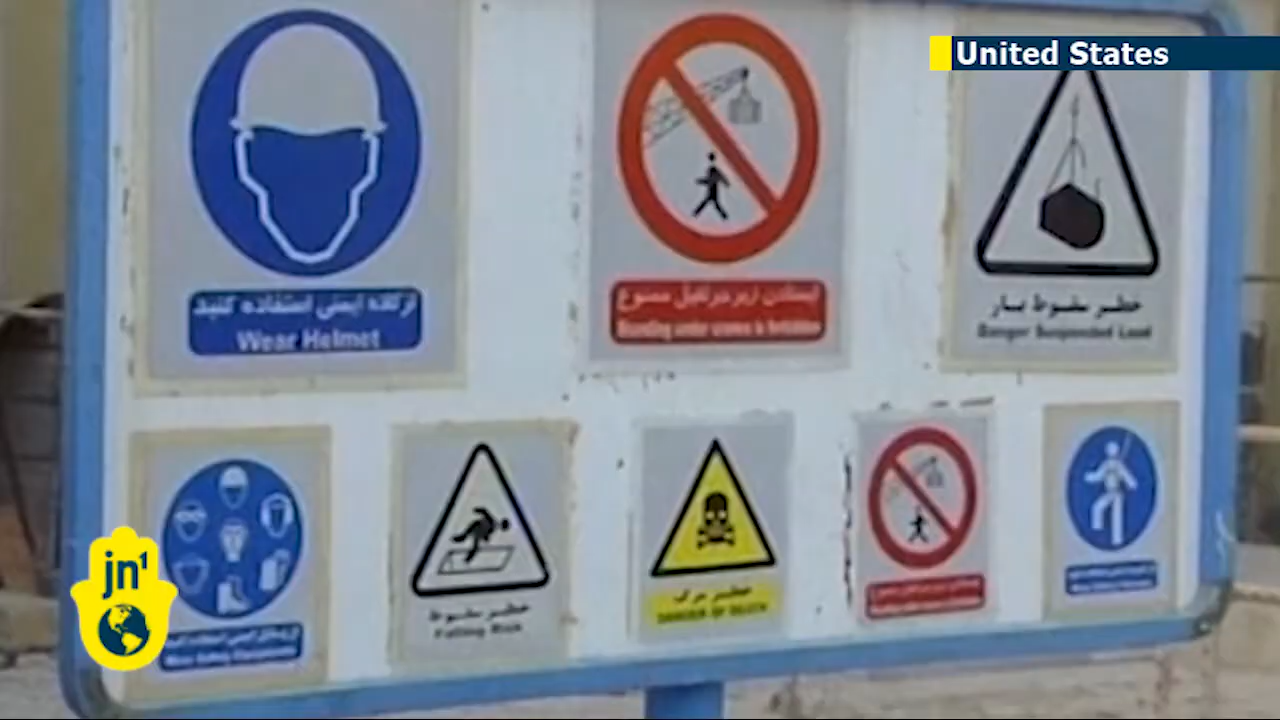 United States
از کلاه ایمنی استفاده کنید
Wear Helmet
ایستادن زیر جرثقیل ممنوع
Standing under cranes is forbidden
خطر سقوط بار
Danger Suspended Load
خطر سقوط
Falling Risk
خطر مرگ
DANGER OF DEATH
jn1